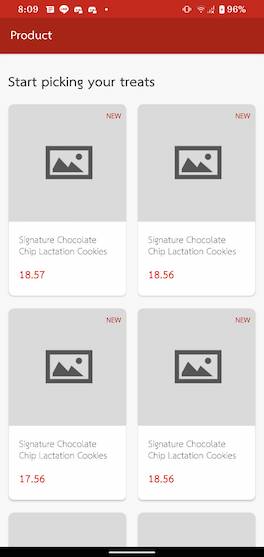 8:09
96%
Product
Start picking your treats
NEW
NEW
Signature Chocolate
Chip Lactation Cookies
18.57
Signature Chocolate
Chip Lactation Cookies
18.56
NEW
NEW
Signature Chocolate
Chip Lactation Cookies
17.56
Signature Chocolate
Chip Lactation Cookies
18.56